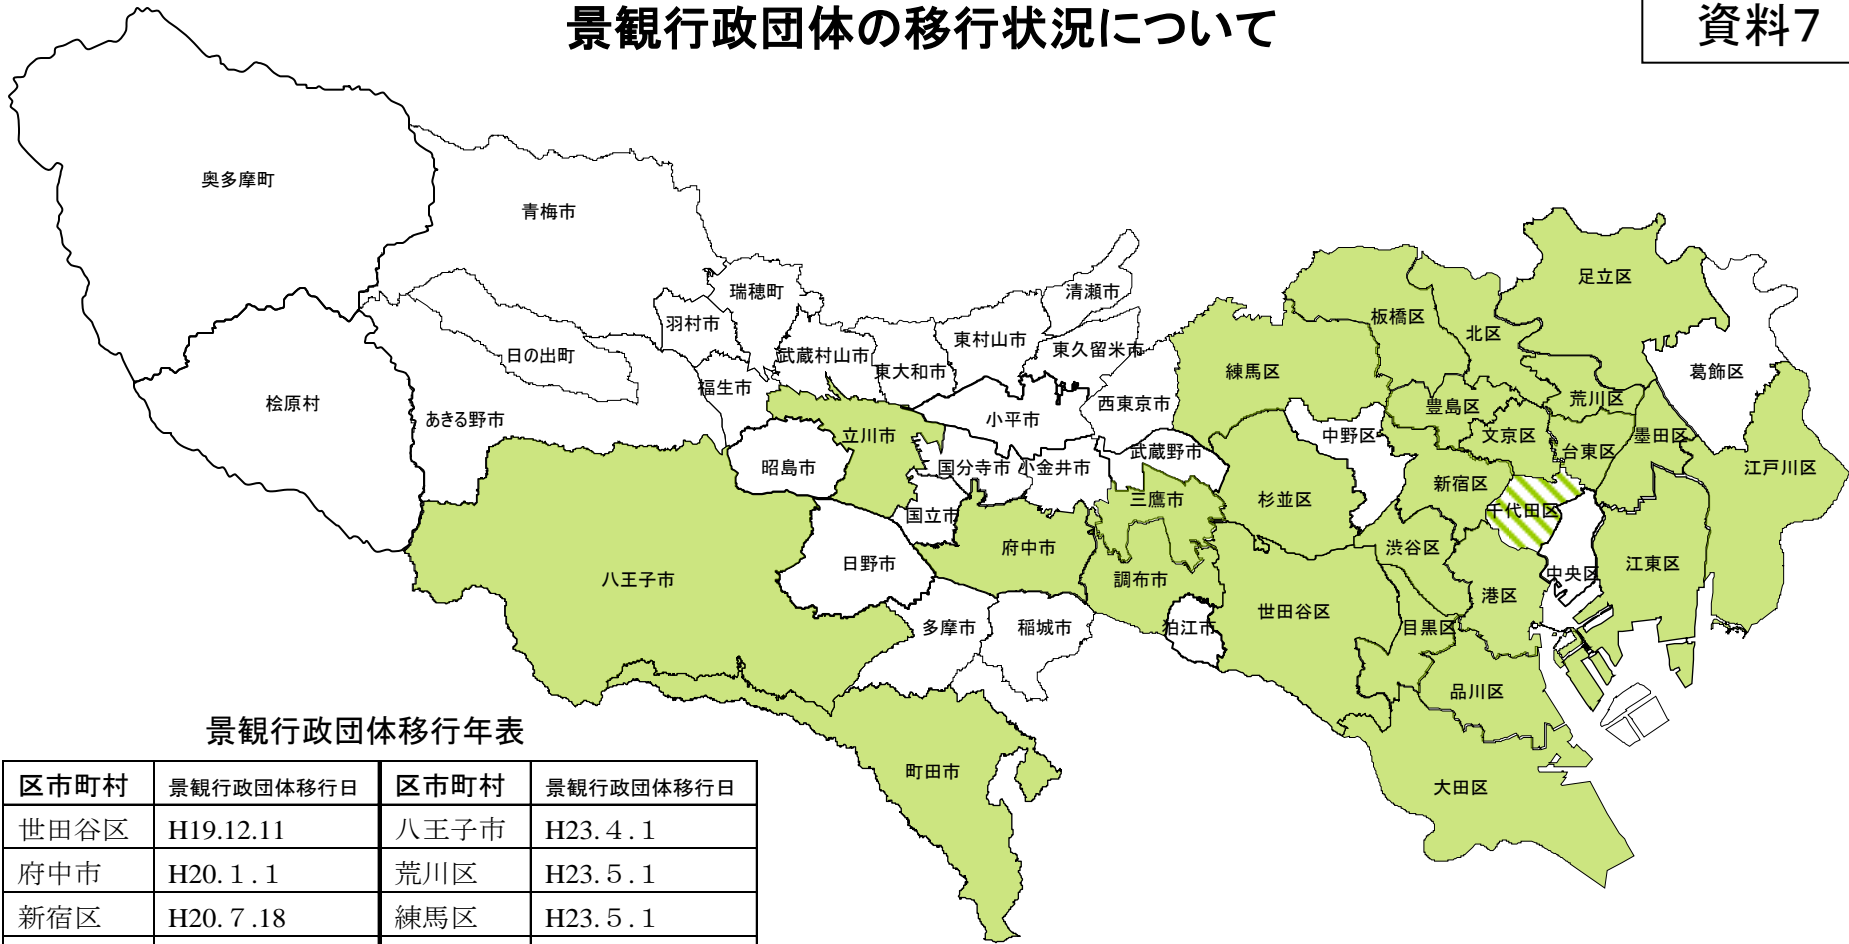 景観行政団体の移行状況について
資料7
奥多摩町
青梅市
瑞穂町
清瀬市
羽村市
東村山市
日の出町
武蔵村山市
東大和市
東久留米市
福生市
桧原村
あきる野市
小平市
西東京市
立川市
昭島市
国分寺市
小金井市
武蔵野市
三鷹市
国立市
府中市
日野市
調布市
八王子市
多摩市
稲城市
狛江市
町田市
足立区
板橋区
北区
練馬区
葛飾区
豊島区
荒川区
中野区
文京区
台東区
墨田区
江戸川区
杉並区
新宿区
千代田区
渋谷区
中央区
江東区
世田谷区
港区
目黒区
品川区
大田区
景観行政団体移行年表
区市町村 景観行政団体移行日 区市町村 景観行政団体移行日
世田谷区 H19.12.11 八王子市 H23.４.１
府中市 H20.１.１ 荒川区 H23.５.１
新宿区 H20.７.18 練馬区 H23.５.１